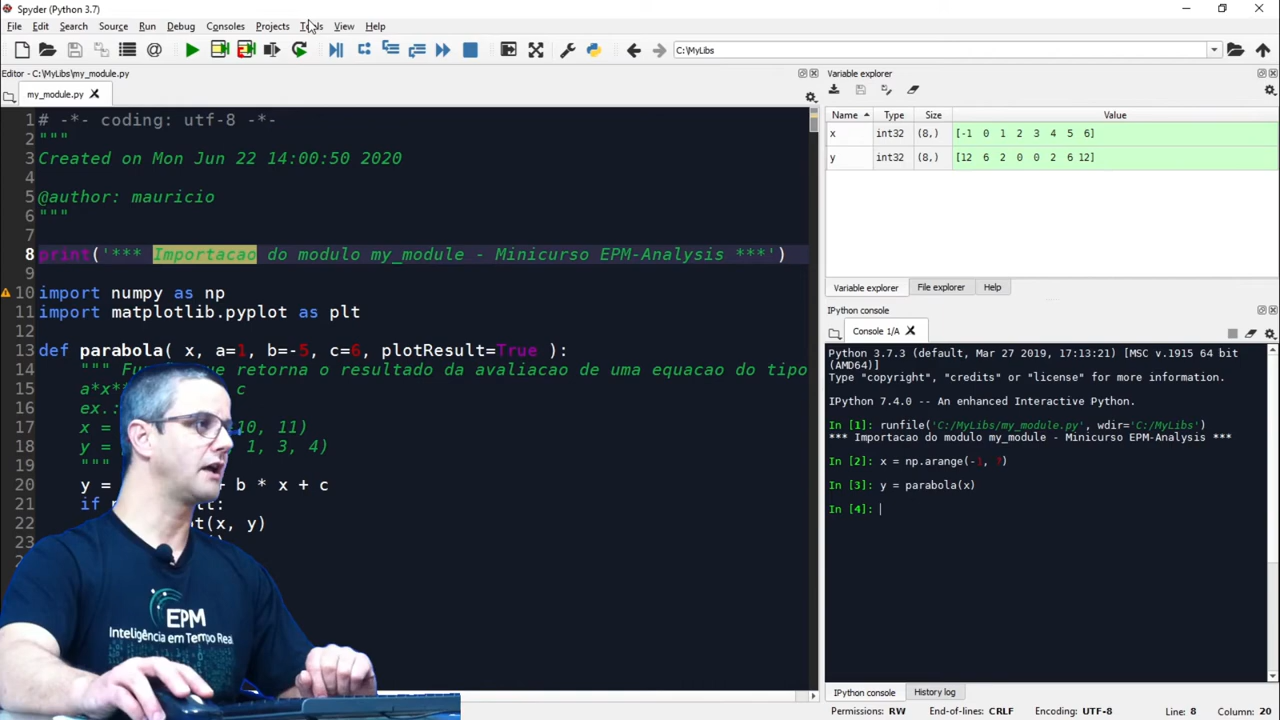 Spyder (Python 3.7)
File Edit Search Source Run Debug Consoles Projects Tools View Help
C:\MyLibs
Editor - C:\MyLibs\my_module.py
my_module.py
1 # -*- coding: utf-8 -*-
2 """
3 Created on Mon Jun 22 14:00:50 2020
4
5 @author: mauricio
6 """
7
8 print('*** Importacao do modulo my_module - Minicurso EPM-Analysis ***')
9
10 import numpy as np
11 import matplotlib.pyplot as plt
12
13 def parabola( x, a=1, b=-5, c=6, plotResult=True ):
14 """ Fu que retorna o resultado da avaliacao de uma equacao do tipo
15 a*x** c
16 ex.:
17 x = 10, 11)
18 y = 1, 3, 4)
19 """
20 y = b * x + c
21 if
22 (x, y)
23
Variable explorer
Name Type Size Value
x int32 (8,) [-1 0 1 2 3 4 5 6]
y int32 (8,) [12 6 2 0 0 2 6 12]
Variable explorer File explorer Help
IPython console
Console 1/A
Python 3.7.3 (default, Mar 27 2019, 17:13:21) [MSC v.1915 64 bit
(AMD64)]
Type "copyright", "credits" or "license" for more information.
IPython 7.4.0 -- An enhanced Interactive Python.
In [1]: runfile('C:/MyLibs/my_module.py', wdir='C:/MyLibs')
*** Importacao do modulo my_module - Minicurso EPM-Analysis ***
In [2]: x = np.arange(-1, 7)
In [3]: y = parabola(x)
In [4]:
IPython console History log
Permissions: RW End-of-lines: CRLF Encoding: UTF-8 Line: 8 Column: 20
EPM
Inteligência em Tempo Real